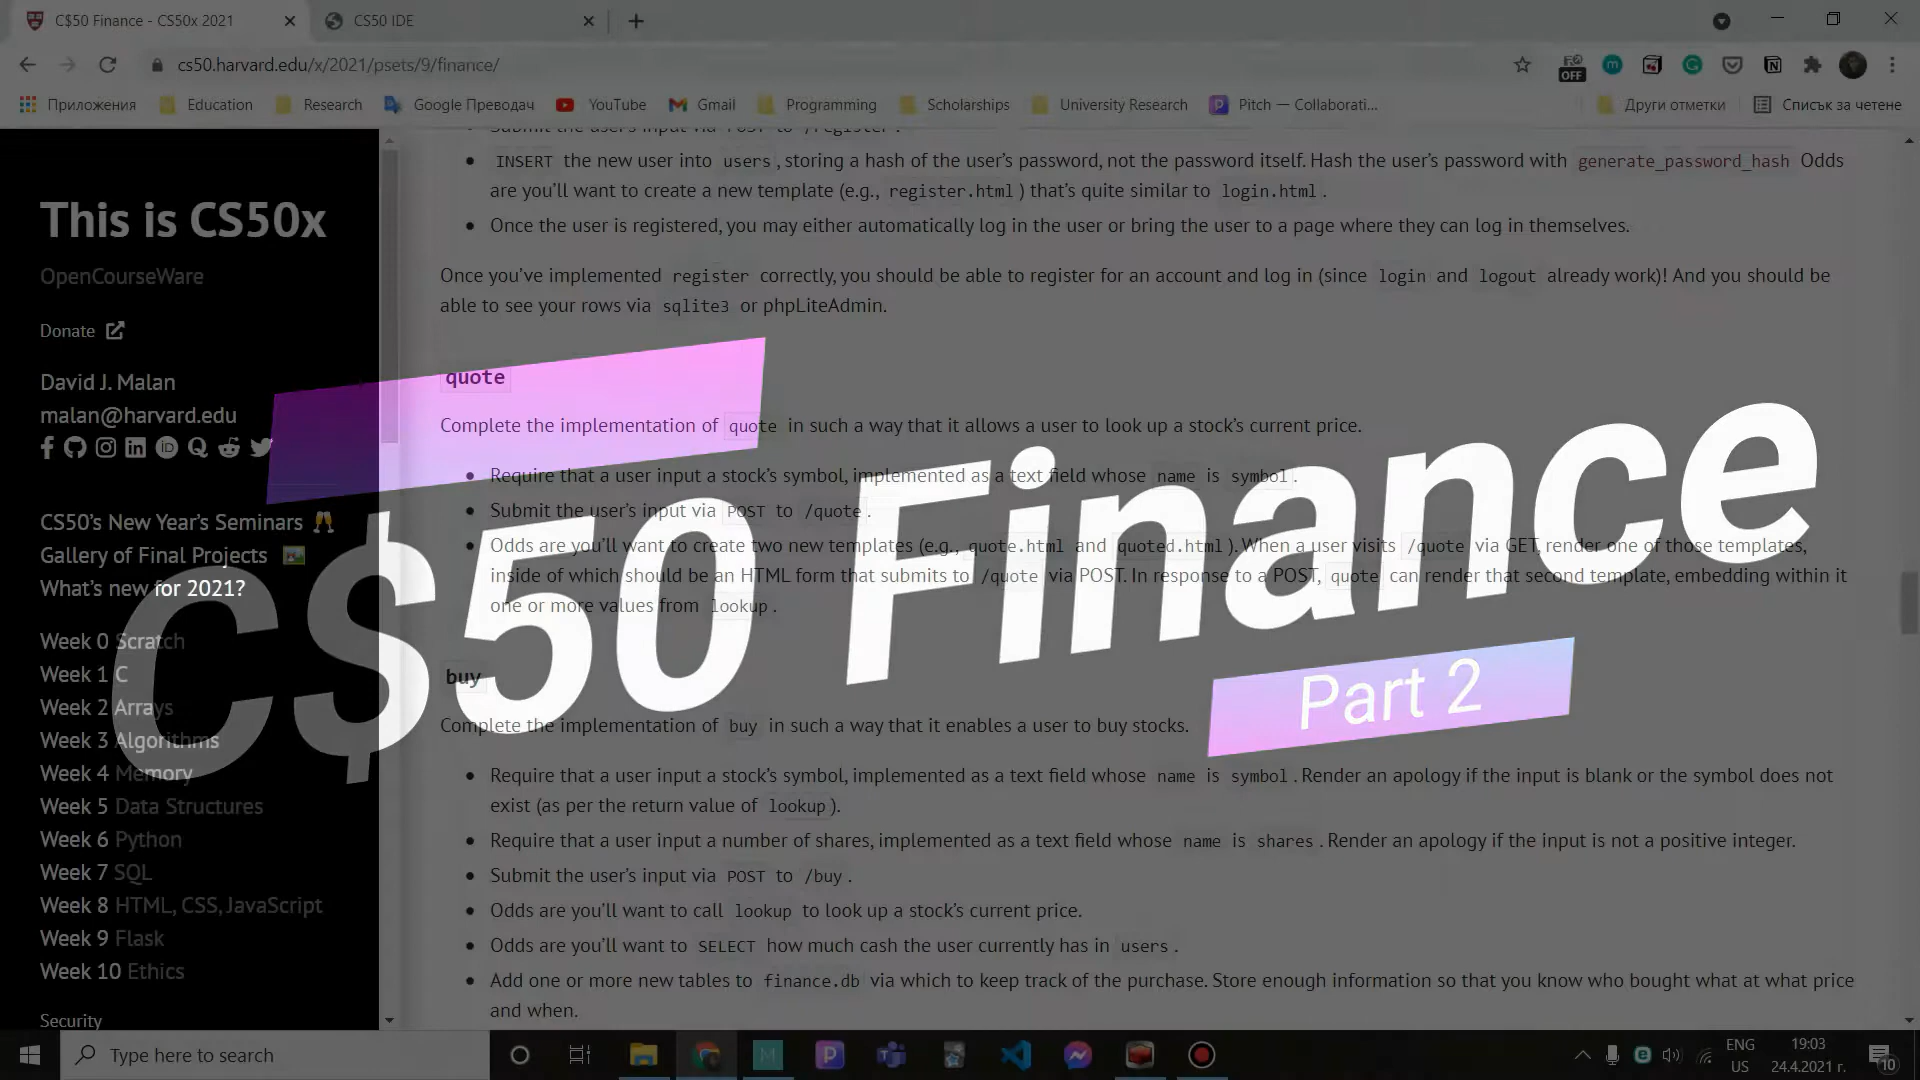 C$50 Finance - CS50x 2021
CS50 IDE
cs50.harvard.edu/x/2021/psets/9/finance/
OFF
Приложения
Education
Research
Google Преводач
YouTube
Gmail
Programming
Scholarships
University Research
Pitch — Collaborati...
Други отметки
Списък за четене
This is CS50x
OpenCourseWare
Donate
David J. Malan
malan@harvard.edu
CS50's New Year's Seminars 🥂
Gallery of Final Projects 🖼️
What's new for 2021?
Week 0 Scratch
Week 1 C
Week 2 Arrays
Week 3 Algorithms
Week 4 Memory
Week 5 Data Structures
Week 6 Python
Week 7 SQL
Week 8 HTML, CSS, JavaScript
Week 9 Flask
Week 10 Ethics
Security
Submit the user's input via POST to /register.
INSERT the new user into users, storing a hash of the user's password, not the password itself. Hash the user's password with generate_password_hash Odds
are you'll want to create a new template (e.g., register.html) that's quite similar to login.html.
Once the user is registered, you may either automatically log in the user or bring the user to a page where they can log in themselves.
Once you've implemented register correctly, you should be able to register for an account and log in (since login and logout already work)! And you should be
able to see your rows via sqlite3 or phpLiteAdmin.
quote
Complete the implementation of quote in such a way that it allows a user to look up a stock's current price.
Require that a user input a stock's symbol, implemented as a text field whose name is symbol.
Submit the user's input via POST to /quote.
Odds are you'll want to create two new templates (e.g., quote.html and quoted.html). When a user visits /quote via GET, render one of those templates,
inside of which should be an HTML form that submits to /quote via POST. In response to a POST, quote can render that second template, embedding within it
one or more values from lookup.
C$50 Finance
Part 2
buy
Complete the implementation of buy in such a way that it enables a user to buy stocks.
Require that a user input a stock's symbol, implemented as a text field whose name is symbol. Render an apology if the input is blank or the symbol does not
exist (as per the return value of lookup).
Require that a user input a number of shares, implemented as a text field whose name is shares. Render an apology if the input is not a positive integer.
Submit the user's input via POST to /buy.
Odds are you'll want to call lookup to look up a stock's current price.
Odds are you'll want to SELECT how much cash the user currently has in users.
Add one or more new tables to finance.db via which to keep track of the purchase. Store enough information so that you know who bought what at what price
and when.
Type here to search
ENG
US
19:03
24.4.2021 г.
10